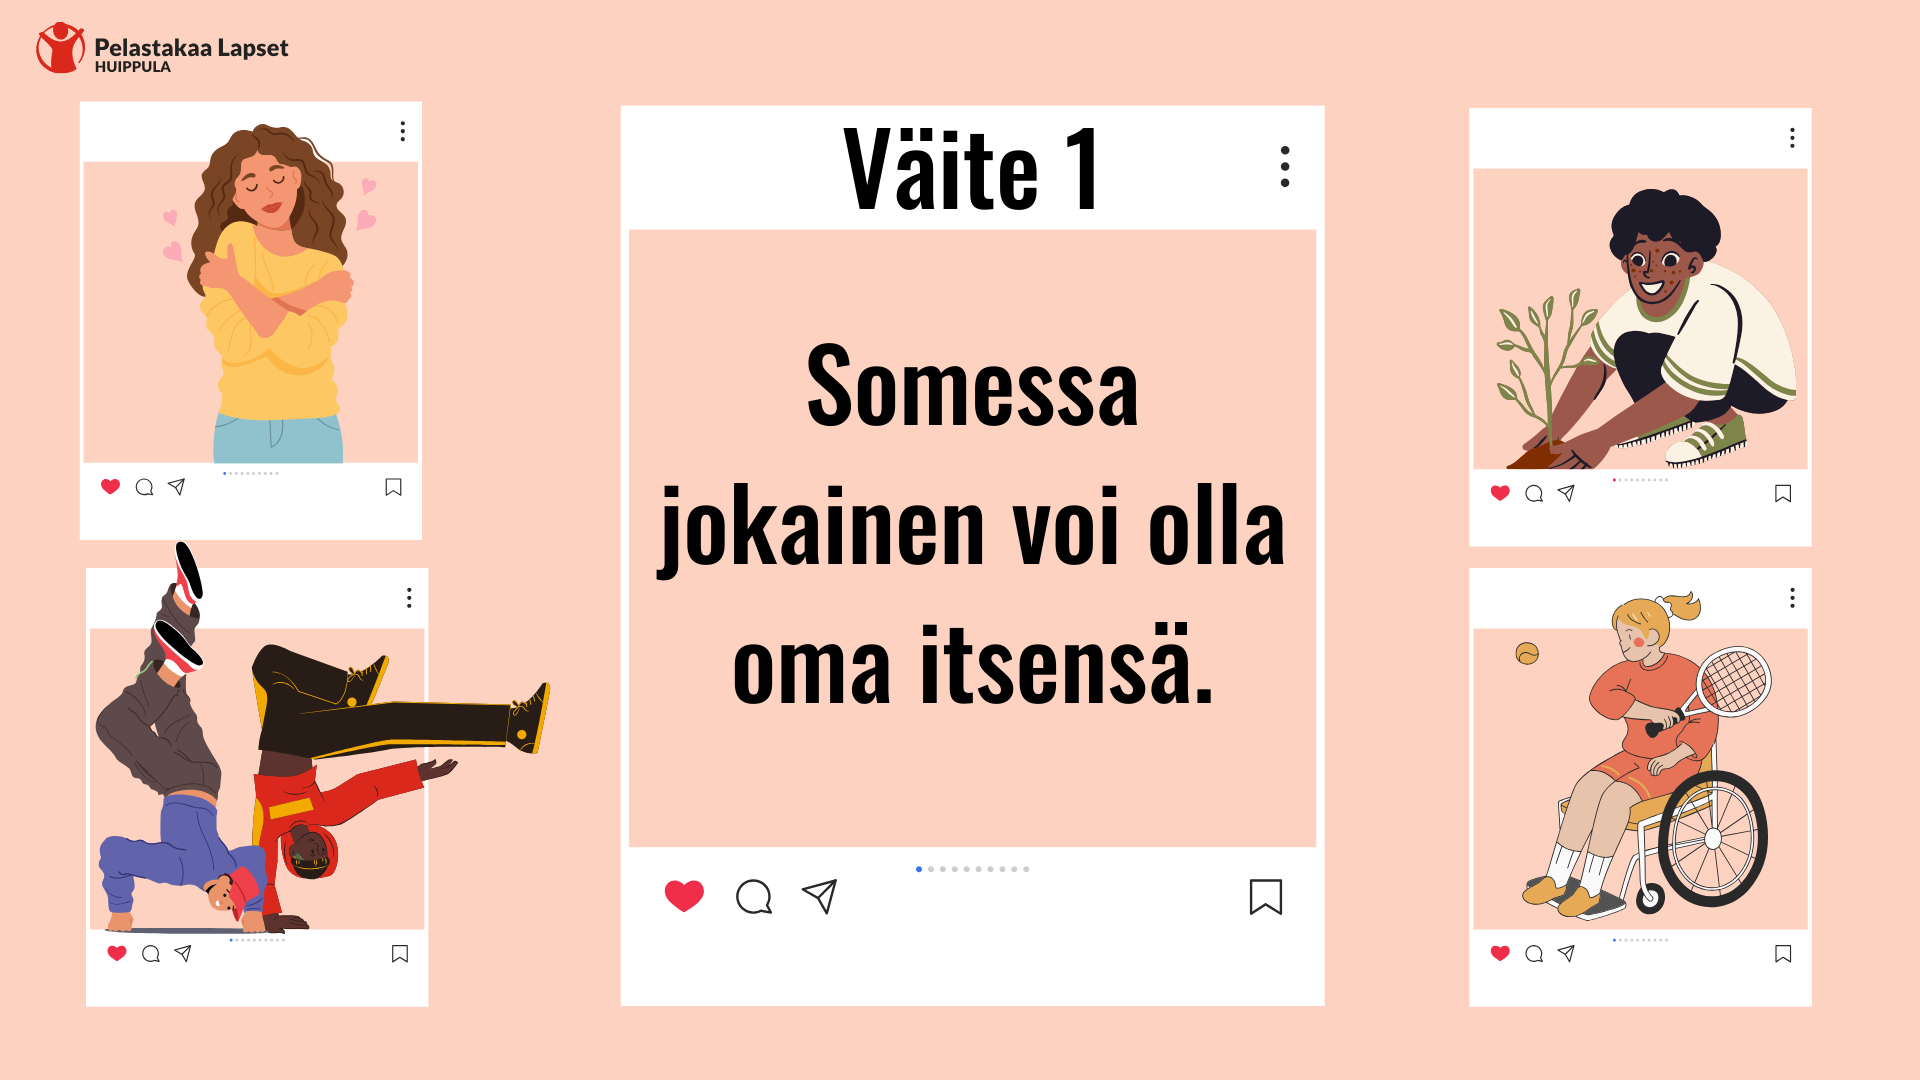 Pelastakaa Lapset
HUIPPULA
Väite 1
Somessa
jokainen voi olla
oma itsensä.